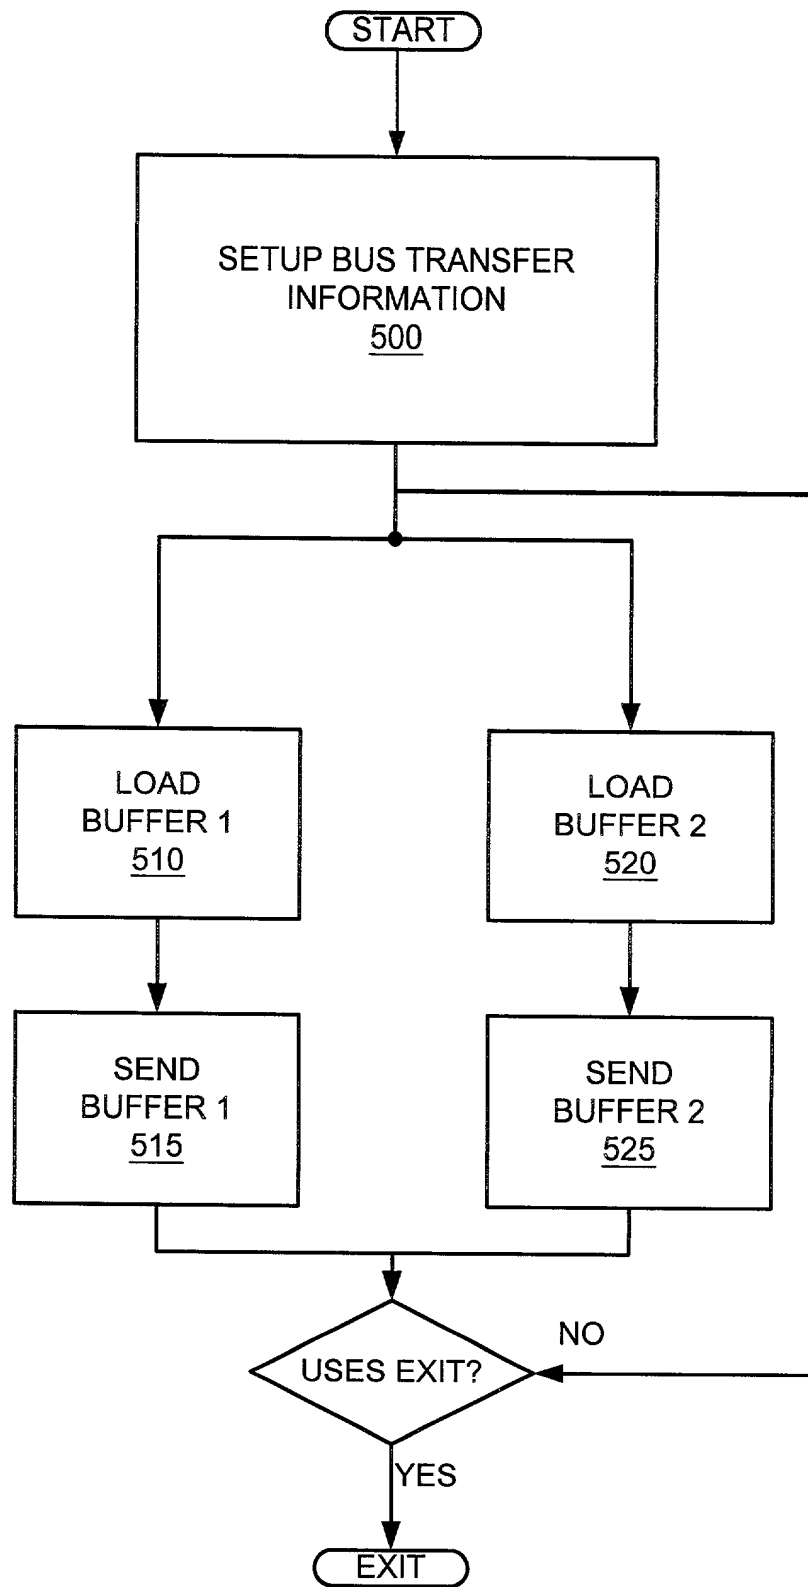 START
SETUP BUS TRANSFER
INFORMATION
500
LOAD
BUFFER 1
510
LOAD
BUFFER 2
520
SEND
BUFFER 1
515
SEND
BUFFER 2
525
NO
USES EXIT?
YES
EXIT